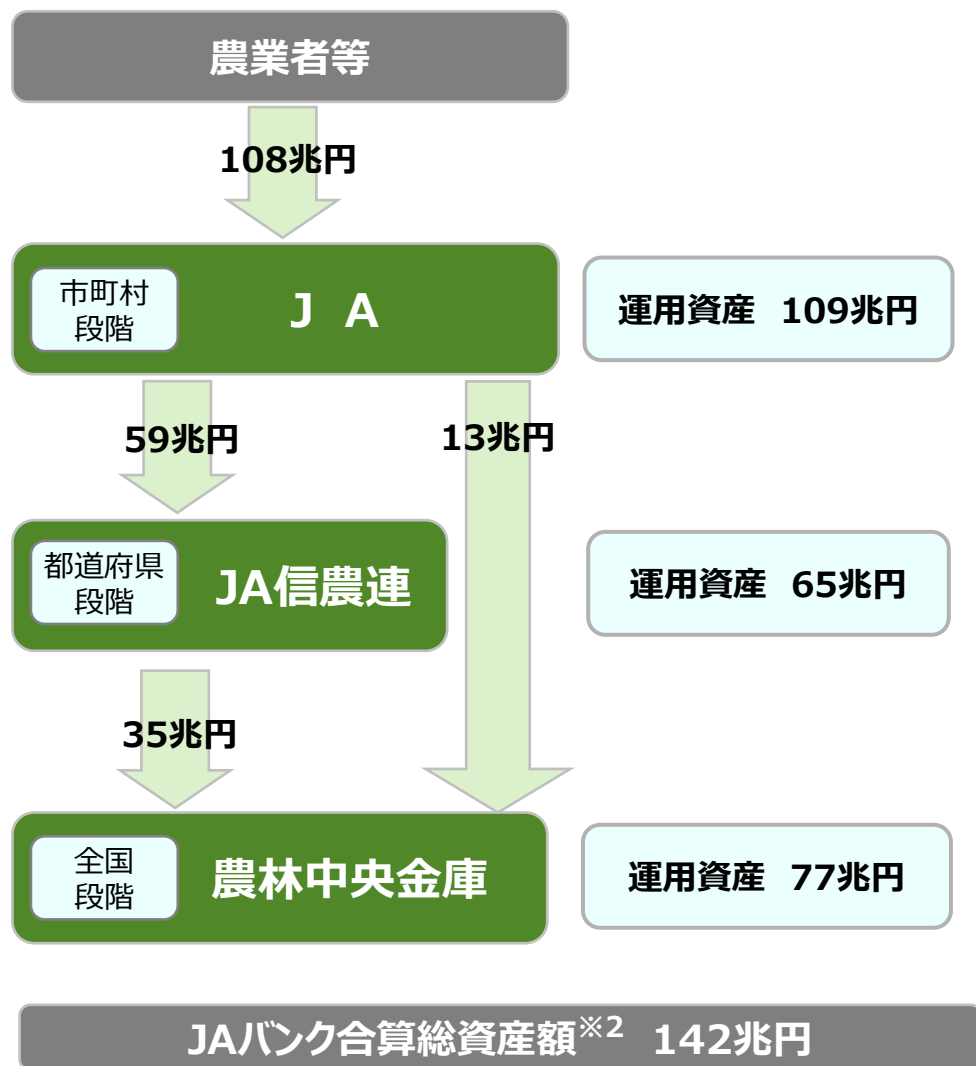 農業者等
108兆円
市町村
段階
J A
運用資産 109兆円
59兆円
13兆円
都道府県
段階
JA信農連
運用資産 65兆円
35兆円
全国
段階
農林中央金庫
運用資産 77兆円
JAバンク合算総資産額※2 142兆円